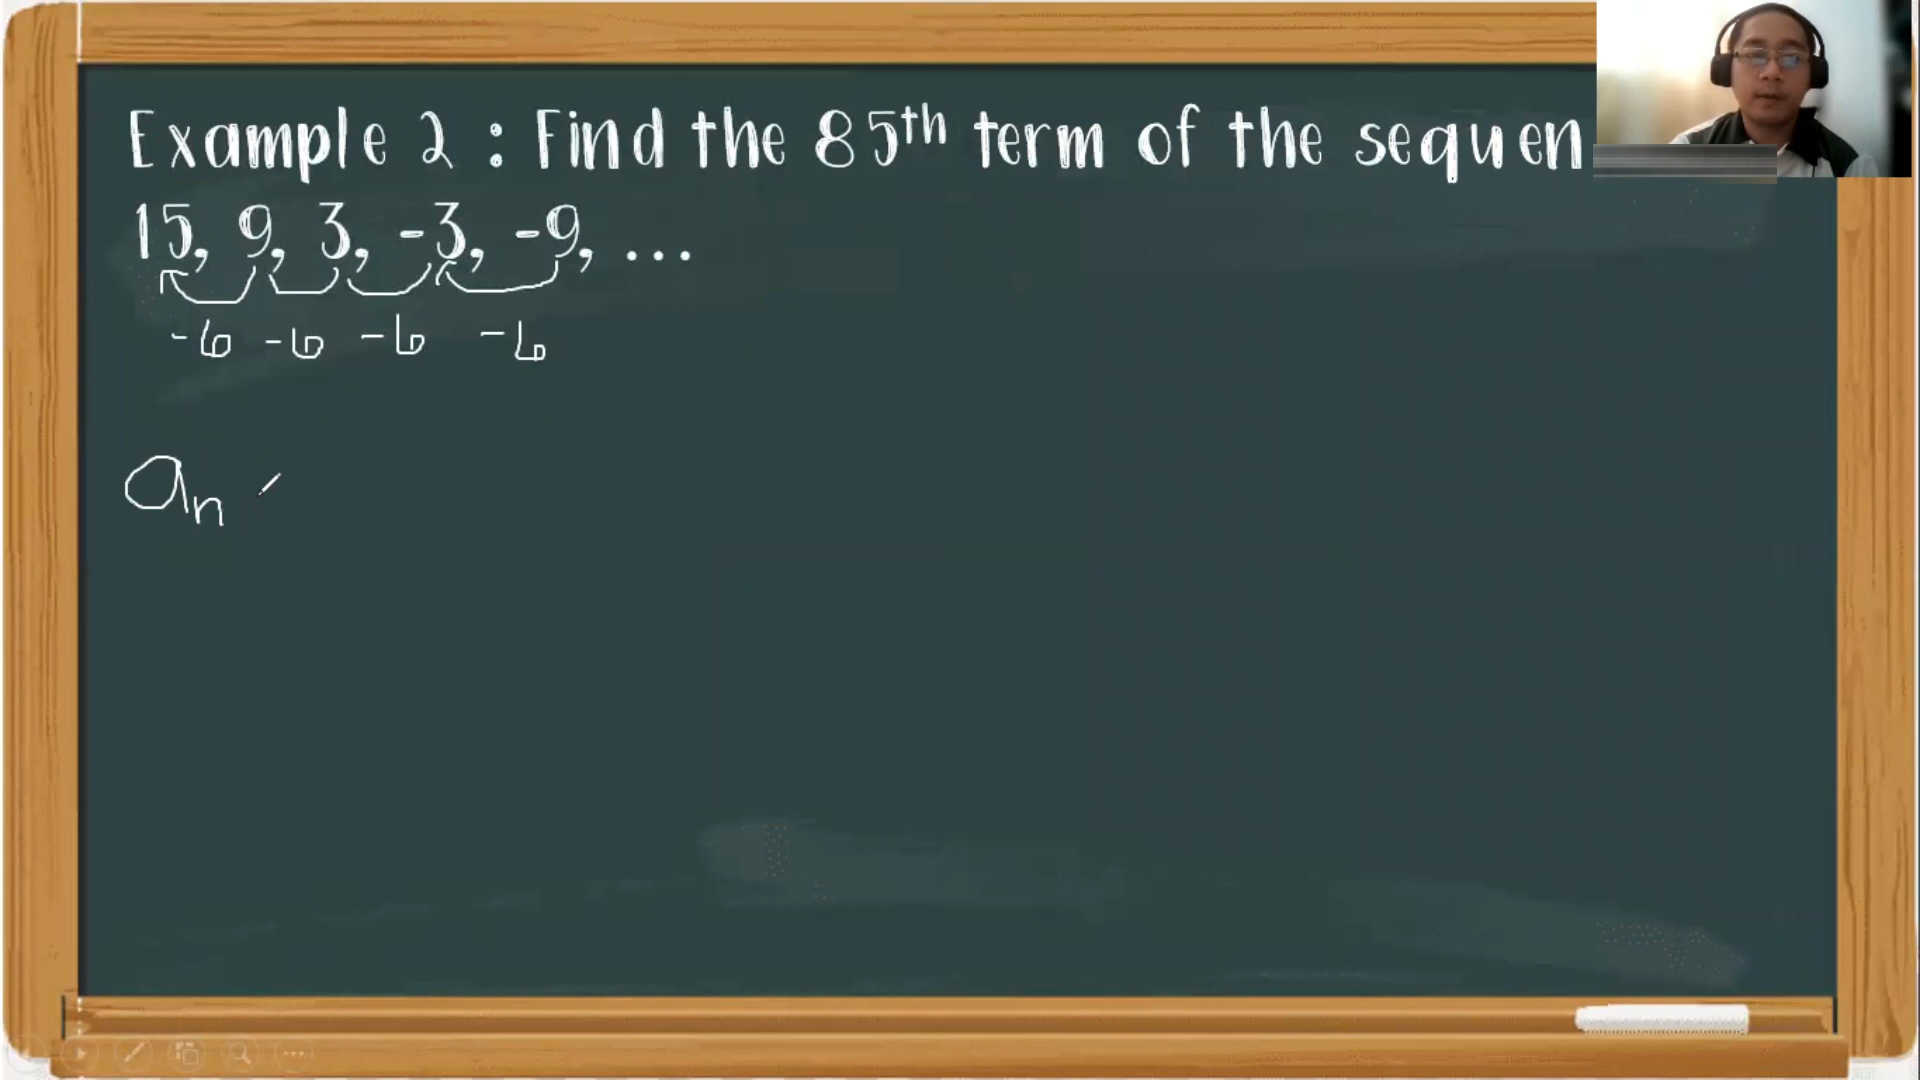 Example 2 : Find the 85th term of the sequen
15, 9, 3, -3, -9, ...
-6 -6 -6 -6
an